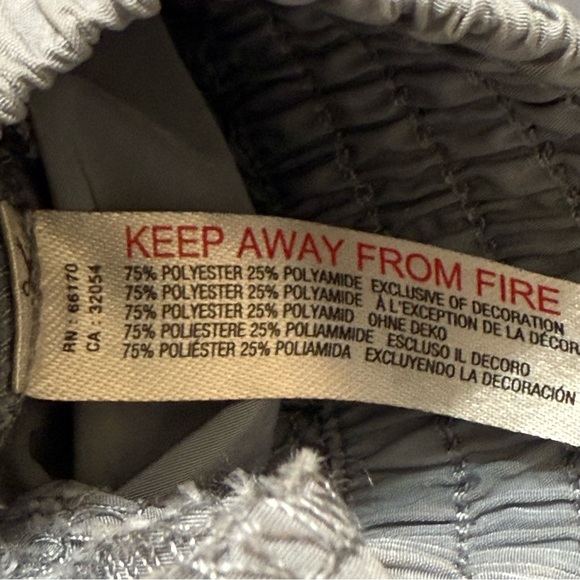 KEEP AWAY FROM FIRE
75% POLYESTER 25% POLYAMIDE EXCLUSIVE OF DECORATION
75% POLYESTER 25% POLYAMIDE À L'EXCEPTION DE LA DÉCOR
75% POLYESTER 25% POLYAMID OHNE DEKO
75% POLIESTERE 25% POLIAMMIDE ESCLUSO IL DECORO
75% POLIÉSTER 25% POLIAMIDA EXCLUYENDO LA DECORACIÓN
RN 66170
CA. 32054